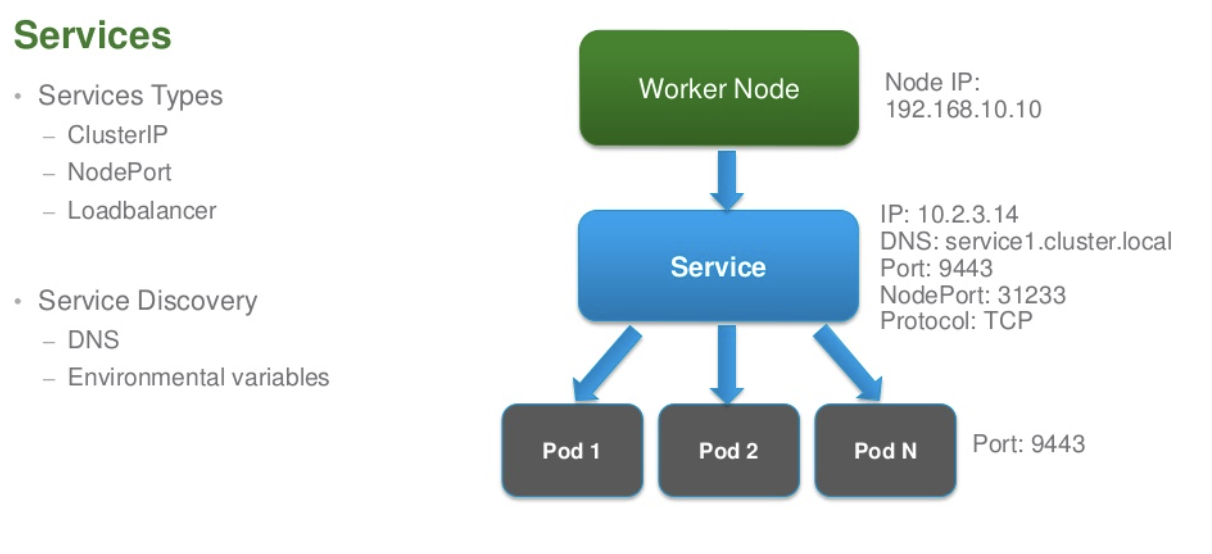 Services
• Services Types
– ClusterIP
– NodePort
– Loadbalancer
• Service Discovery
– DNS
– Environmental variables
Worker Node
Node IP:
192.168.10.10
Service
IP: 10.2.3.14
DNS: service1.cluster.local
Port: 9443
NodePort: 31233
Protocol: TCP
Pod 1
Pod 2
Pod N
Port: 9443